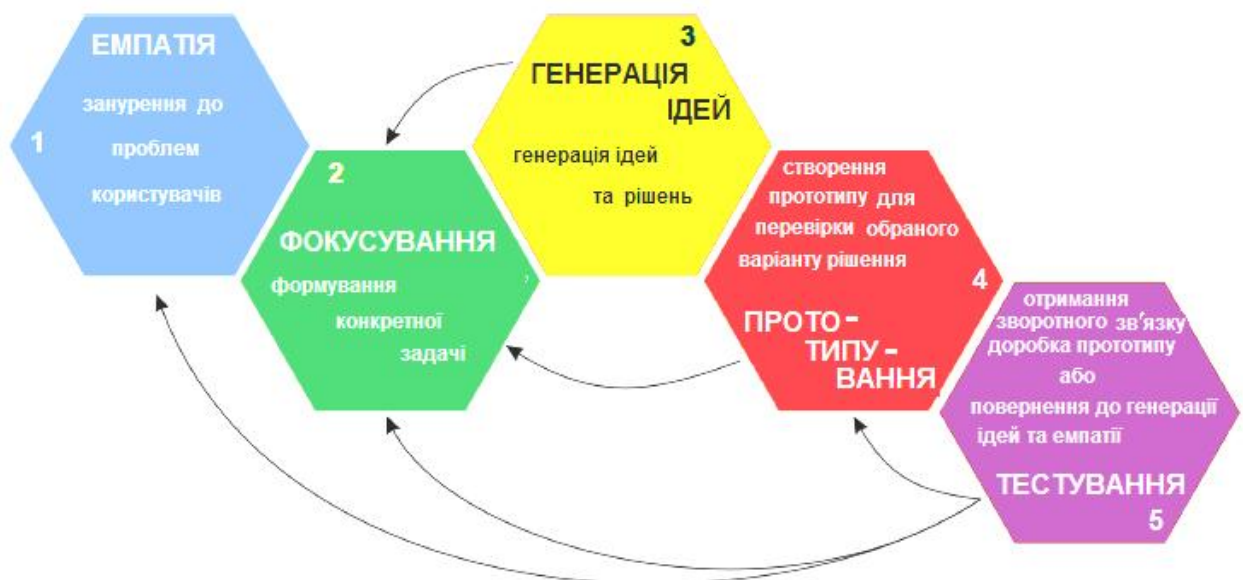 ЕМПАТІЯ
занурення до
1
проблем
користувачів
2
ФОКУСУВАННЯ
формування
конкретної
задачі
3
ГЕНЕРАЦІЯ
ІДЕЙ
генерація ідей
та рішень
створення
прототипу для
перевірки обраного
варіанту рішення
4
ПРОТО-
ТИПУ-
ВАННЯ
отримання
зворотного зв'язку
доробка прототипу
або
повернення до генерації
ідей та емпатії
ТЕСТУВАННЯ
5